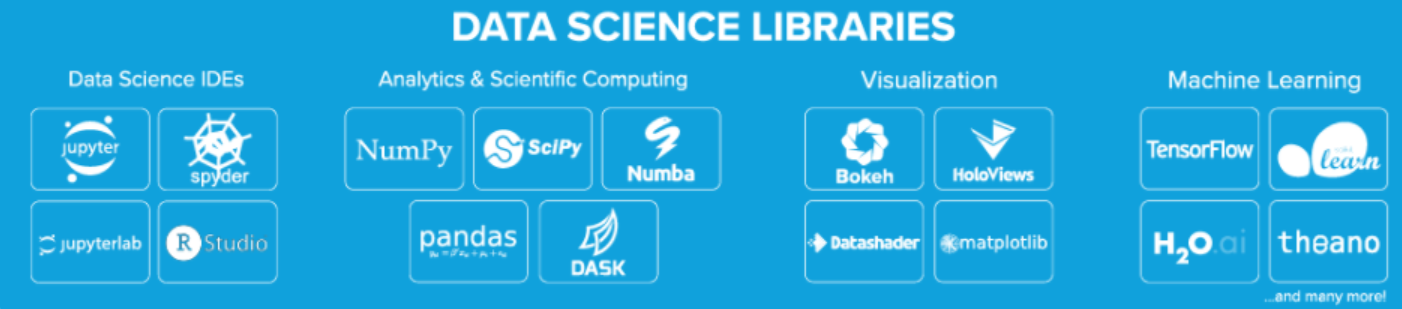 DATA SCIENCE LIBRARIES
Data Science IDEs
jupyter
spyder
jupyterlab
R Studio
Analytics & Scientific Computing
NumPy
SciPy
Numba
pandas
DASK
Visualization
Bokeh
HoloViews
Datashader
matplotlib
Machine Learning
TensorFlow
learn
H2O.ai
theano
...and many more!